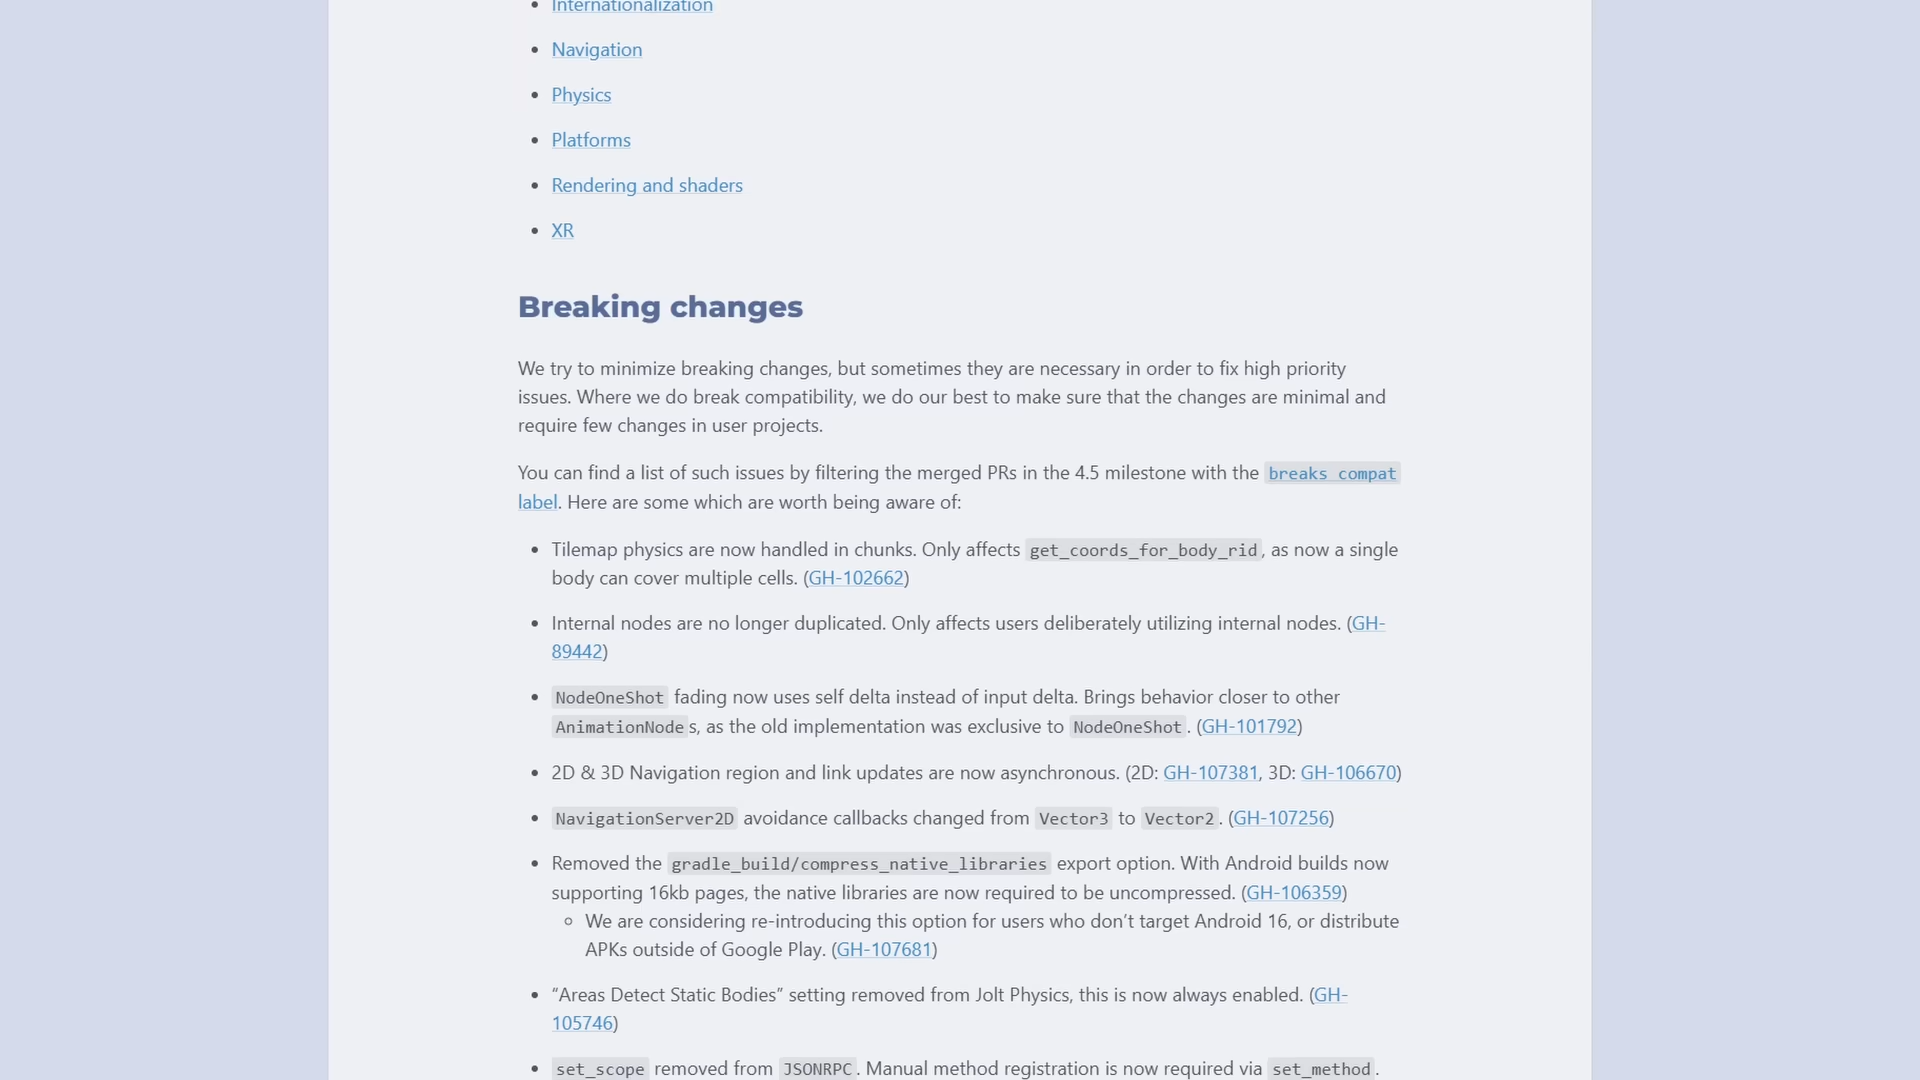 Internationalization
Navigation
Physics
Platforms
Rendering and shaders
XR
Breaking changes
We try to minimize breaking changes, but sometimes they are necessary in order to fix high priority
issues. Where we do break compatibility, we do our best to make sure that the changes are minimal and
require few changes in user projects.
You can find a list of such issues by filtering the merged PRs in the 4.5 milestone with the breaks compat
label. Here are some which are worth being aware of:
Tilemap physics are now handled in chunks. Only affects get_coords_for_body_rid, as now a single
body can cover multiple cells. (GH-102662)
Internal nodes are no longer duplicated. Only affects users deliberately utilizing internal nodes. (GH-
89442)
NodeOneShot fading now uses self delta instead of input delta. Brings behavior closer to other
AnimationNodes, as the old implementation was exclusive to NodeOneShot. (GH-101792)
2D & 3D Navigation region and link updates are now asynchronous. (2D: GH-107381, 3D: GH-106670)
NavigationServer2D avoidance callbacks changed from Vector3 to Vector2. (GH-107256)
Removed the gradle_build/compress_native_libraries export option. With Android builds now
supporting 16kb pages, the native libraries are now required to be uncompressed. (GH-106359)
We are considering re-introducing this option for users who don’t target Android 16, or distribute
APKs outside of Google Play. (GH-107681)
“Areas Detect Static Bodies” setting removed from Jolt Physics, this is now always enabled. (GH-
105746)
set_scope removed from JSONRPC. Manual method registration is now required via set_method.